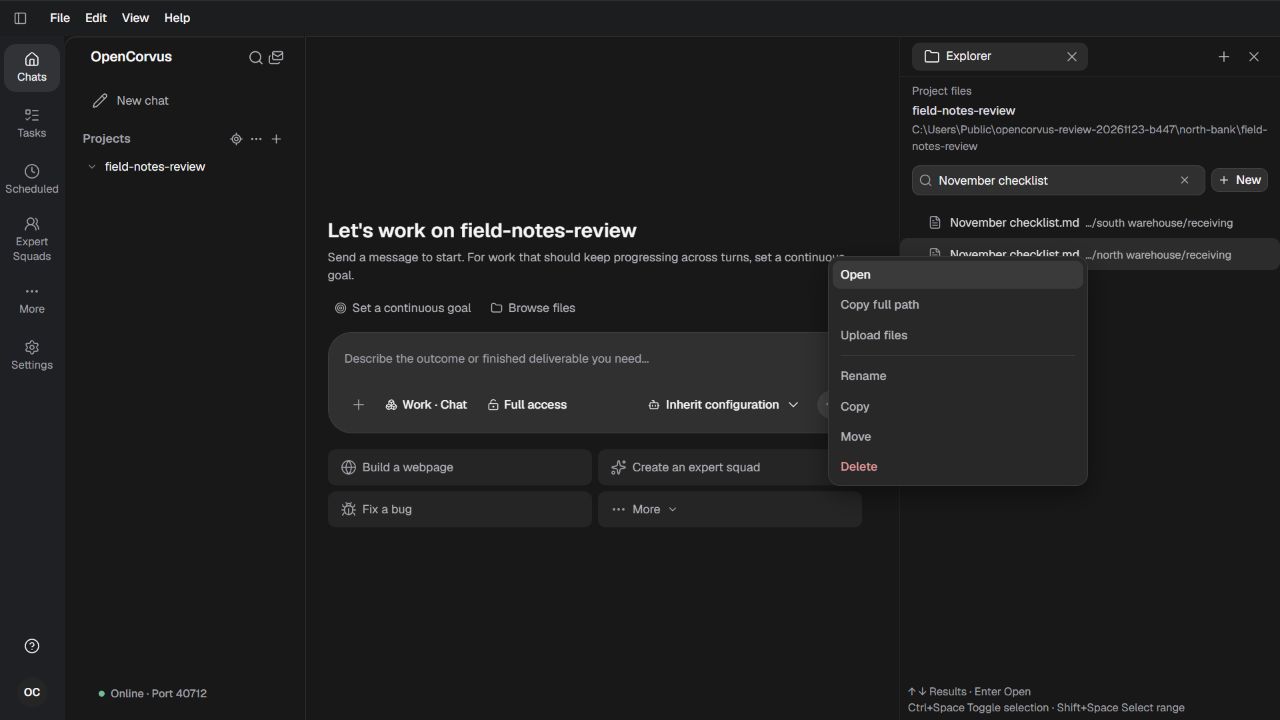 File Edit View Help
Chats
Tasks
Scheduled
Expert
Squads
More
Settings
OC
OpenCorvus
New chat
Projects
field-notes-review
Online · Port 40712
Let's work on field-notes-review
Send a message to start. For work that should keep progressing across turns, set a continuous
goal.
Set a continuous goal Browse files
Describe the outcome or finished deliverable you need...
Work · Chat Full access Inherit configuration
Build a webpage Create an expert squad
Fix a bug More
Explorer
Project files
field-notes-review
C:\Users\Public\opencorvus-review-20261123-b447\north-bank\field-
notes-review
November checklist New
November checklist.md .../south warehouse/receiving
November checklist.md .../north warehouse/receiving
Open
Copy full path
Upload files
Rename
Copy
Move
Delete
↑↓ Results · Enter Open
Ctrl+Space Toggle selection · Shift+Space Select range